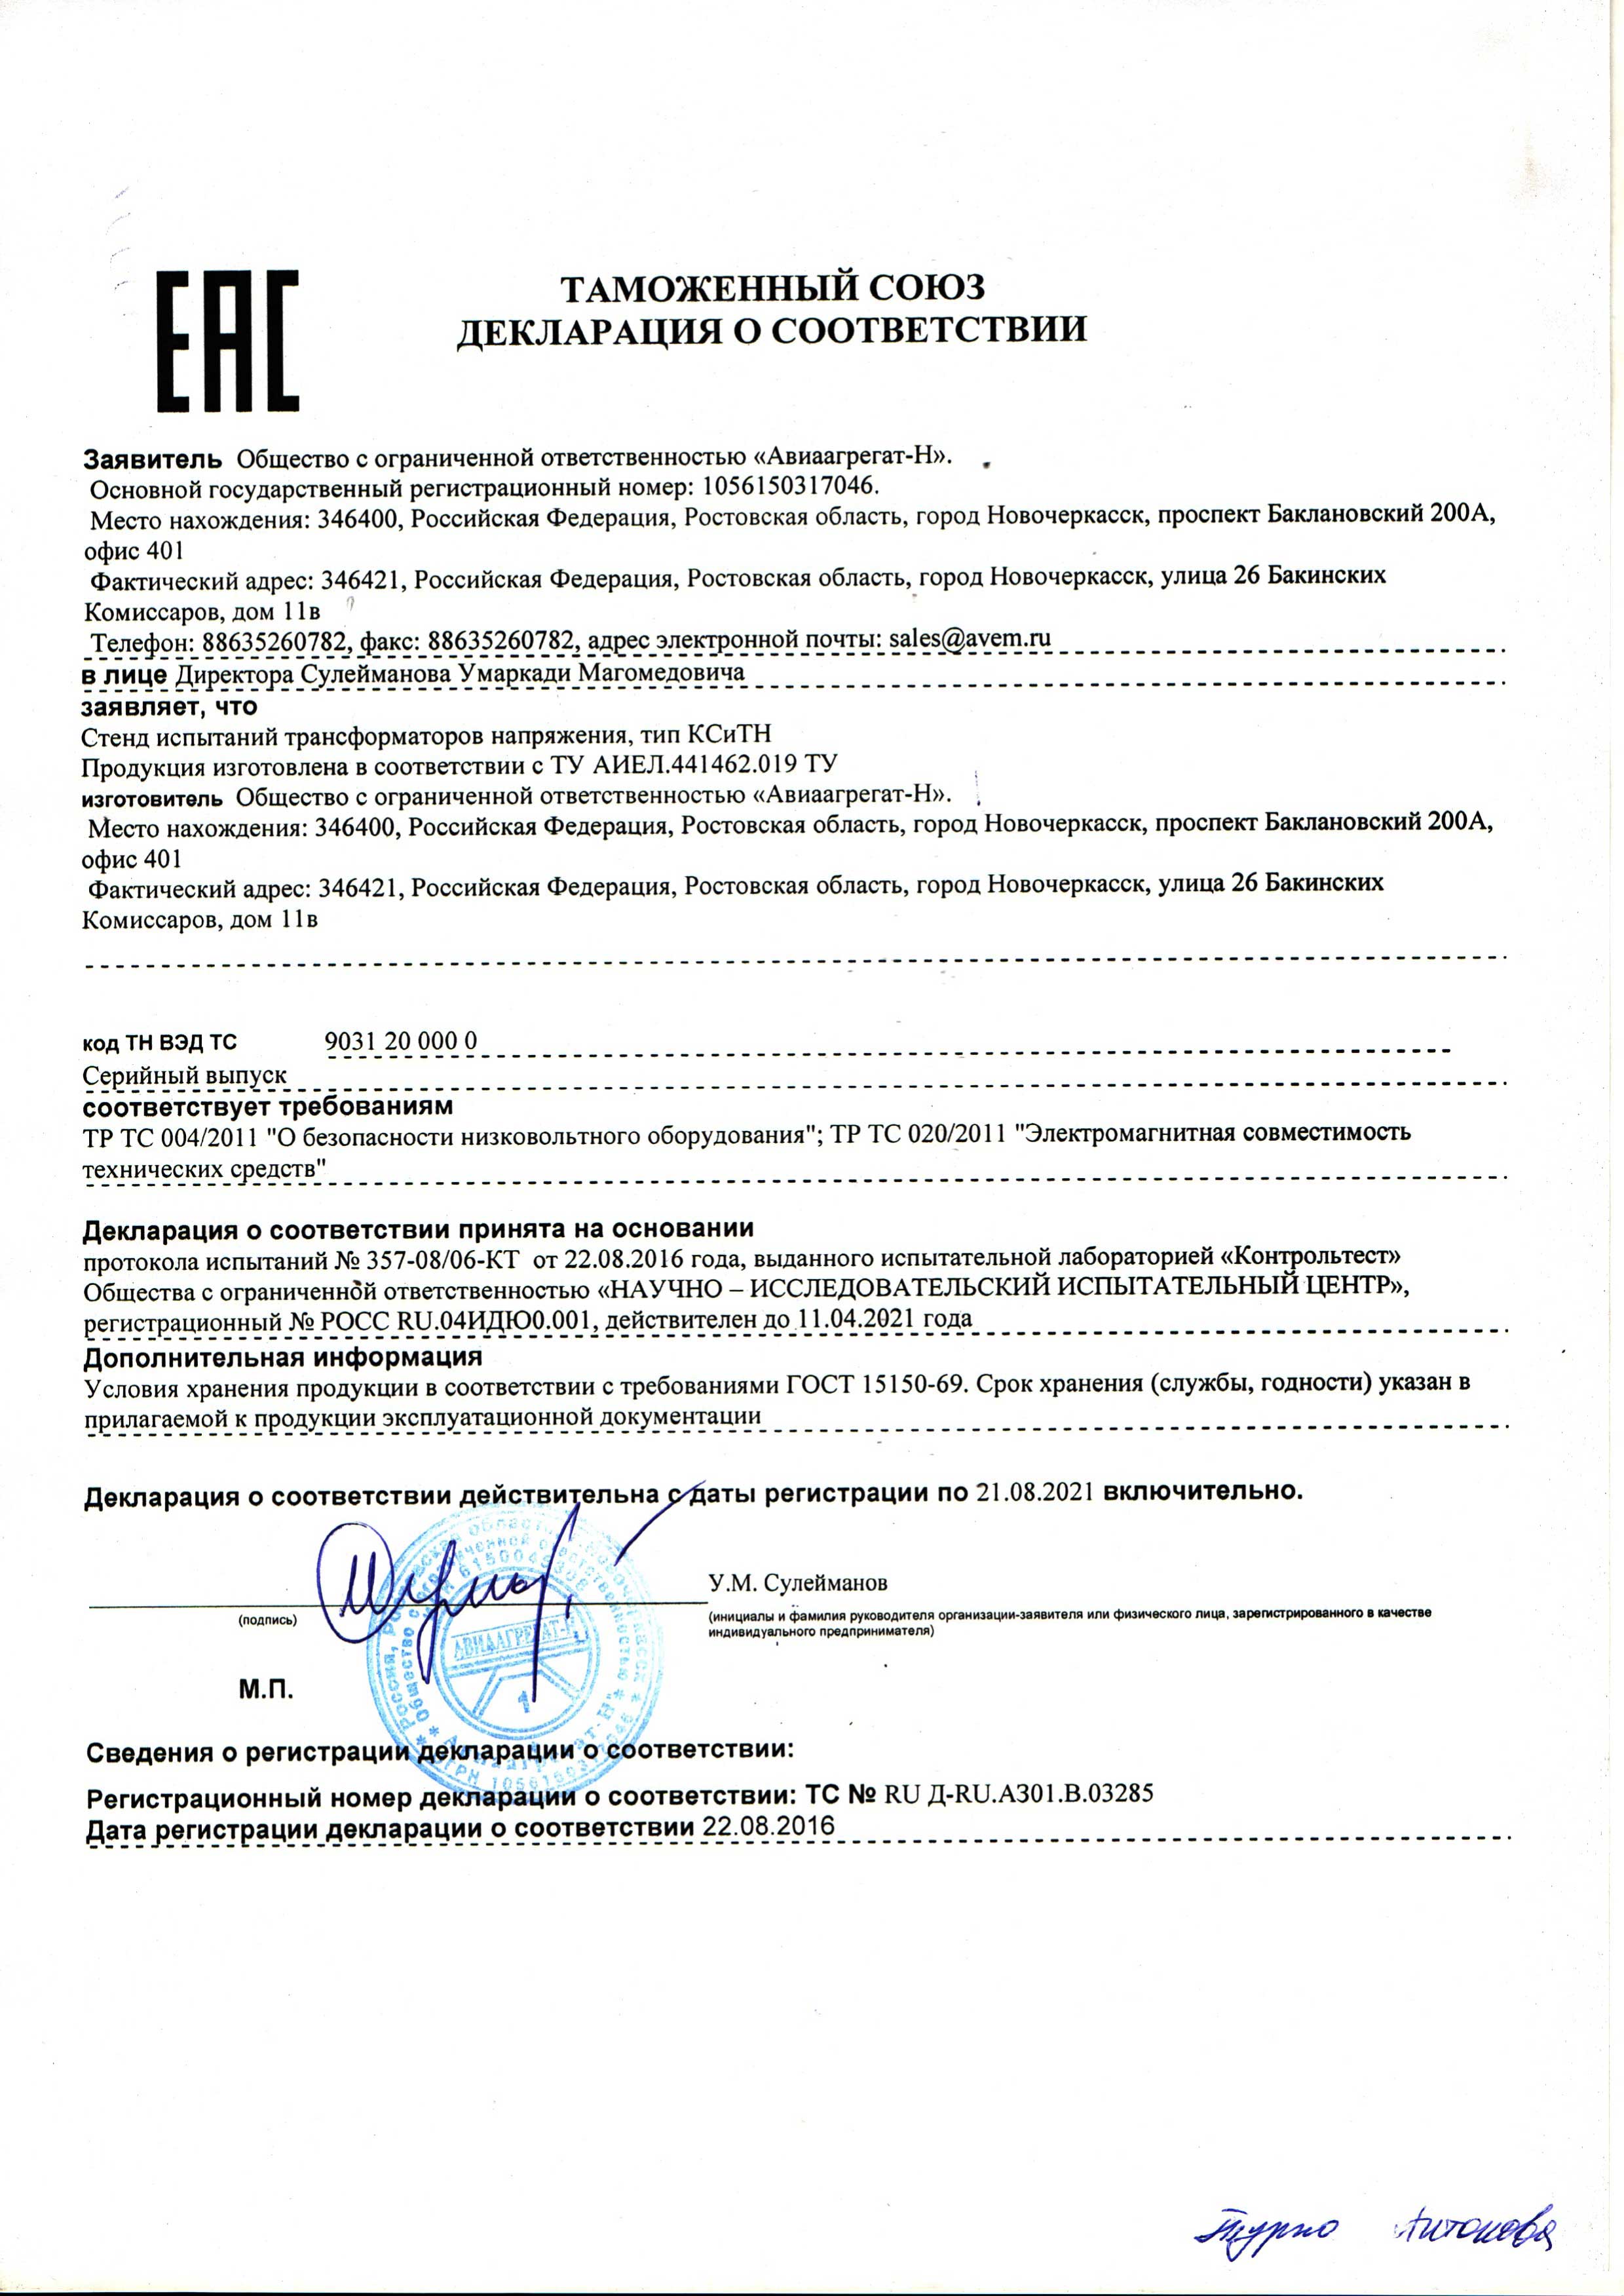 ЕАС
ТАМОЖЕННЫЙ СОЮЗ
ДЕКЛАРАЦИЯ О СООТВЕТСТВИИ
Заявитель Общество с ограниченной ответственностью «Авиаагрегат-Н».
Основной государственный регистрационный номер: 1056150317046.
Место нахождения: 346400, Российская Федерация, Ростовская область, город Новочеркасск, проспект Баклановский 200А,
офис 401
Фактический адрес: 346421, Российская Федерация, Ростовская область, город Новочеркасск, улица 26 Бакинских
Комиссаров, дом 11в
Телефон: 88635260782, факс: 88635260782, адрес электронной почты: sales@avem.ru
в лице Директора Сулейманова Умаркади Магомедовича
заявляет, что
Стенд испытаний трансформаторов напряжения, тип КСиТН
Продукция изготовлена в соответствии с ТУ АИЕЛ.441462.019 ТУ
изготовитель Общество с ограниченной ответственностью «Авиаагрегат-Н».
Место нахождения: 346400, Российская Федерация, Ростовская область, город Новочеркасск, проспект Баклановский 200А,
офис 401
Фактический адрес: 346421, Российская Федерация, Ростовская область, город Новочеркасск, улица 26 Бакинских
Комиссаров, дом 11в
код ТН ВЭД ТС 9031 20 000 0
Серийный выпуск
соответствует требованиям
ТР ТС 004/2011 "О безопасности низковольтного оборудования"; ТР ТС 020/2011 "Электромагнитная совместимость
технических средств"
Декларация о соответствии принята на основании
протокола испытаний № 357-08/06-КТ от 22.08.2016 года, выданного испытательной лабораторией «Контрольтест»
Общества с ограниченной ответственностью «НАУЧНО – ИССЛЕДОВАТЕЛЬСКИЙ ИСПЫТАТЕЛЬНЫЙ ЦЕНТР»,
регистрационный № РОСС RU.04ИДЮ0.001, действителен до 11.04.2021 года
Дополнительная информация
Условия хранения продукции в соответствии с требованиями ГОСТ 15150-69. Срок хранения (службы, годности) указан в
прилагаемой к продукции эксплуатационной документации
Декларация о соответствии действительна с даты регистрации по 21.08.2021 включительно.
У.М. Сулейманов
(подпись)
(инициалы и фамилия руководителя организации-заявителя или физического лица, зарегистрированного в качестве
индивидуального предпринимателя)
АВИААГРЕГАТ-Н
1
М.П.
Сведения о регистрации декларации о соответствии:
Регистрационный номер декларации о соответствии: ТС № RU Д-RU.АЗ01.В.03285
Дата регистрации декларации о соответствии 22.08.2016
Антонова